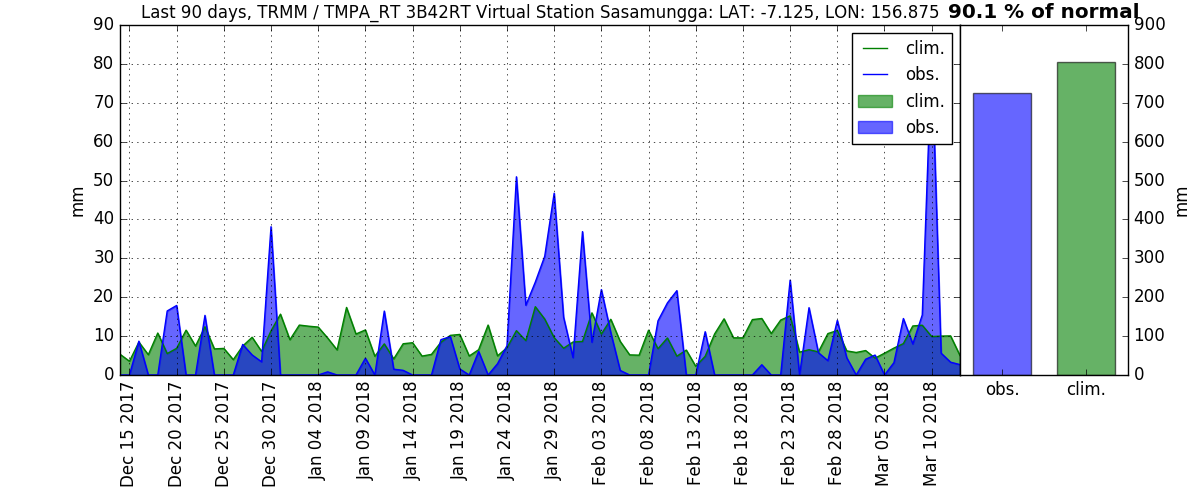 Last 90 days, TRMM / TMPA_RT 3B42RT Virtual Station Sasamungga: LAT: -7.125, LON: 156.875 90.1 % of normal
90
80
70
60
50
40
30
20
10
0
mm
clim.
obs.
clim.
obs.
900
800
700
600
500
400
300
200
100
0
mm
obs.
clim.
Dec 15 2017
Dec 20 2017
Dec 25 2017
Dec 30 2017
Jan 04 2018
Jan 09 2018
Jan 14 2018
Jan 19 2018
Jan 24 2018
Jan 29 2018
Feb 03 2018
Feb 08 2018
Feb 13 2018
Feb 18 2018
Feb 23 2018
Feb 28 2018
Mar 05 2018
Mar 10 2018